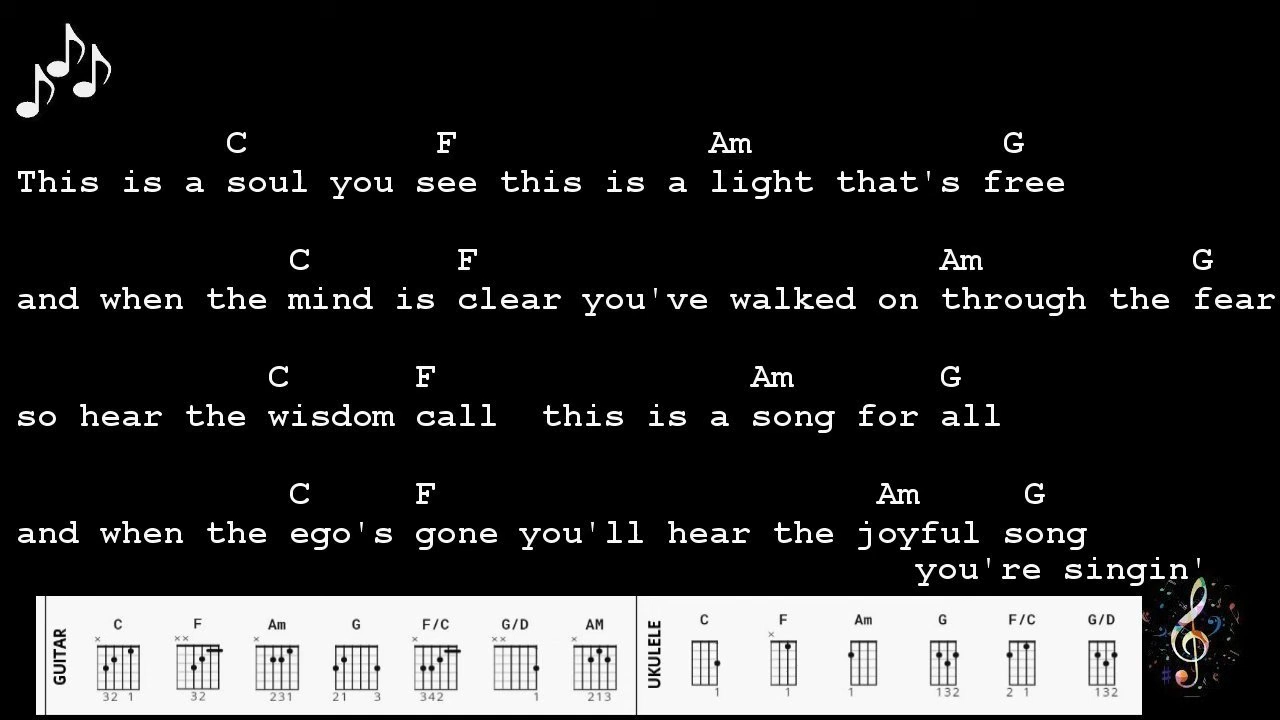 C F Am G
This is a soul you see this is a light that's free
C F Am G
and when the mind is clear you've walked on through the fear
C F Am G
so hear the wisdom call this is a song for all
C F Am G
and when the ego's gone you'll hear the joyful song
you're singin'
GUITAR
C F Am G F/C G/D AM
x xx x x xx x
32 1 32 231 21 3 342 1 213
UKULELE
C F Am G F/C G/D
x
1 1 1 132 2 1 132